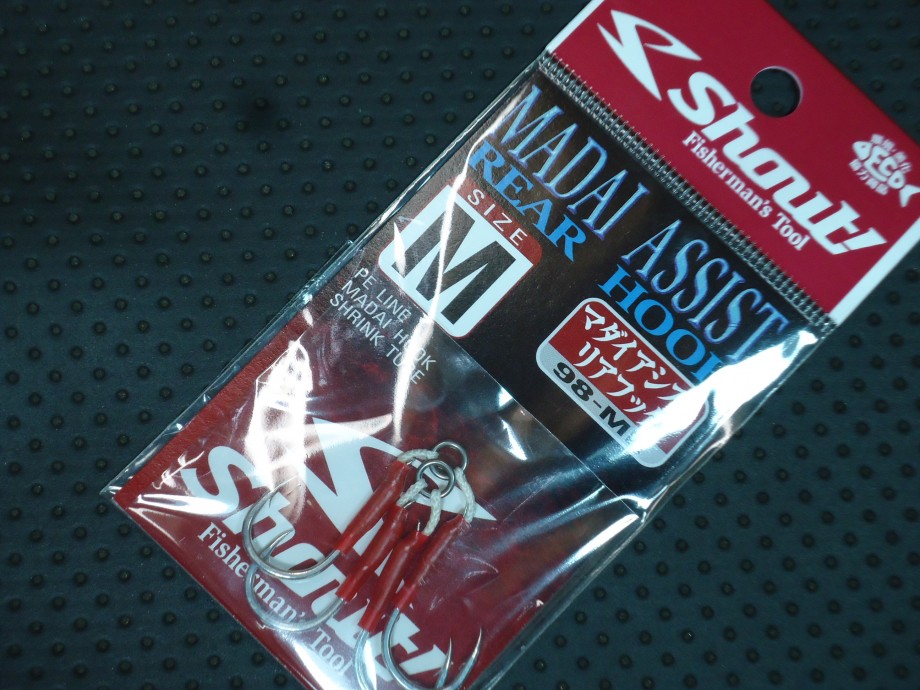 Shout!
Fisherman's Tool
DECO
MADAI ASSIST
REAR HOOK
SIZE
M
PE LINE
MADAI HOOK
SHRINK TUBE
マダイアシス
リアフック
98-M
Shout!
Fisherman's Tool